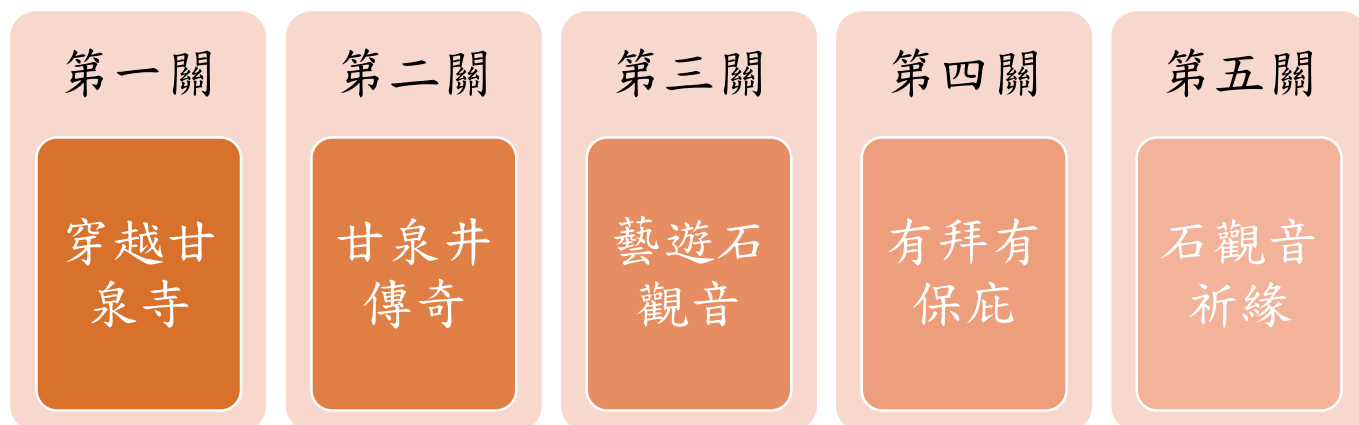 第一關
穿越甘
泉寺
第二關
甘泉井
傳奇
第三關
藝遊石
觀音
第四關
有拜有
保庇
第五關
石觀音
祈緣